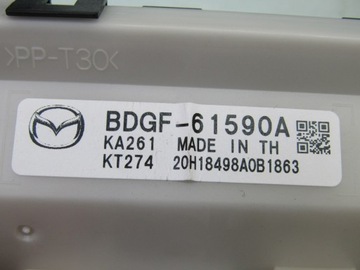 >PP-T30<
BDGF-61590A
KA261 MADE IN TH
KT274 20H18498A0B1863